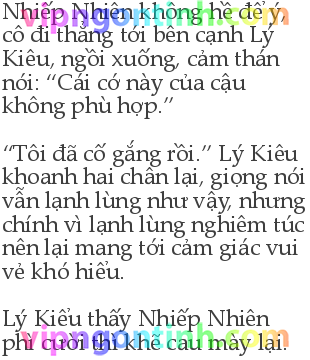 Nhiếp Nhiên không hề để ý,
cô đi thẳng tới bên cạnh Lý
Kiêu, ngồi xuống, cảm thán
nói: “Cái cớ này của cậu
không phù hợp.”
“Tôi đã cố gắng rồi.” Lý Kiêu
khoanh hai chân lại, giọng nói
vẫn lạnh lùng như vậy, nhưng
chính vì lạnh lùng nghiêm túc
nên lại mang tới cảm giác vui
vẻ khó hiểu.
Lý Kiểu thấy Nhiếp Nhiên
phì cười thì khẽ cau mày lại.
vipngontinh.com
vipngontinh.com